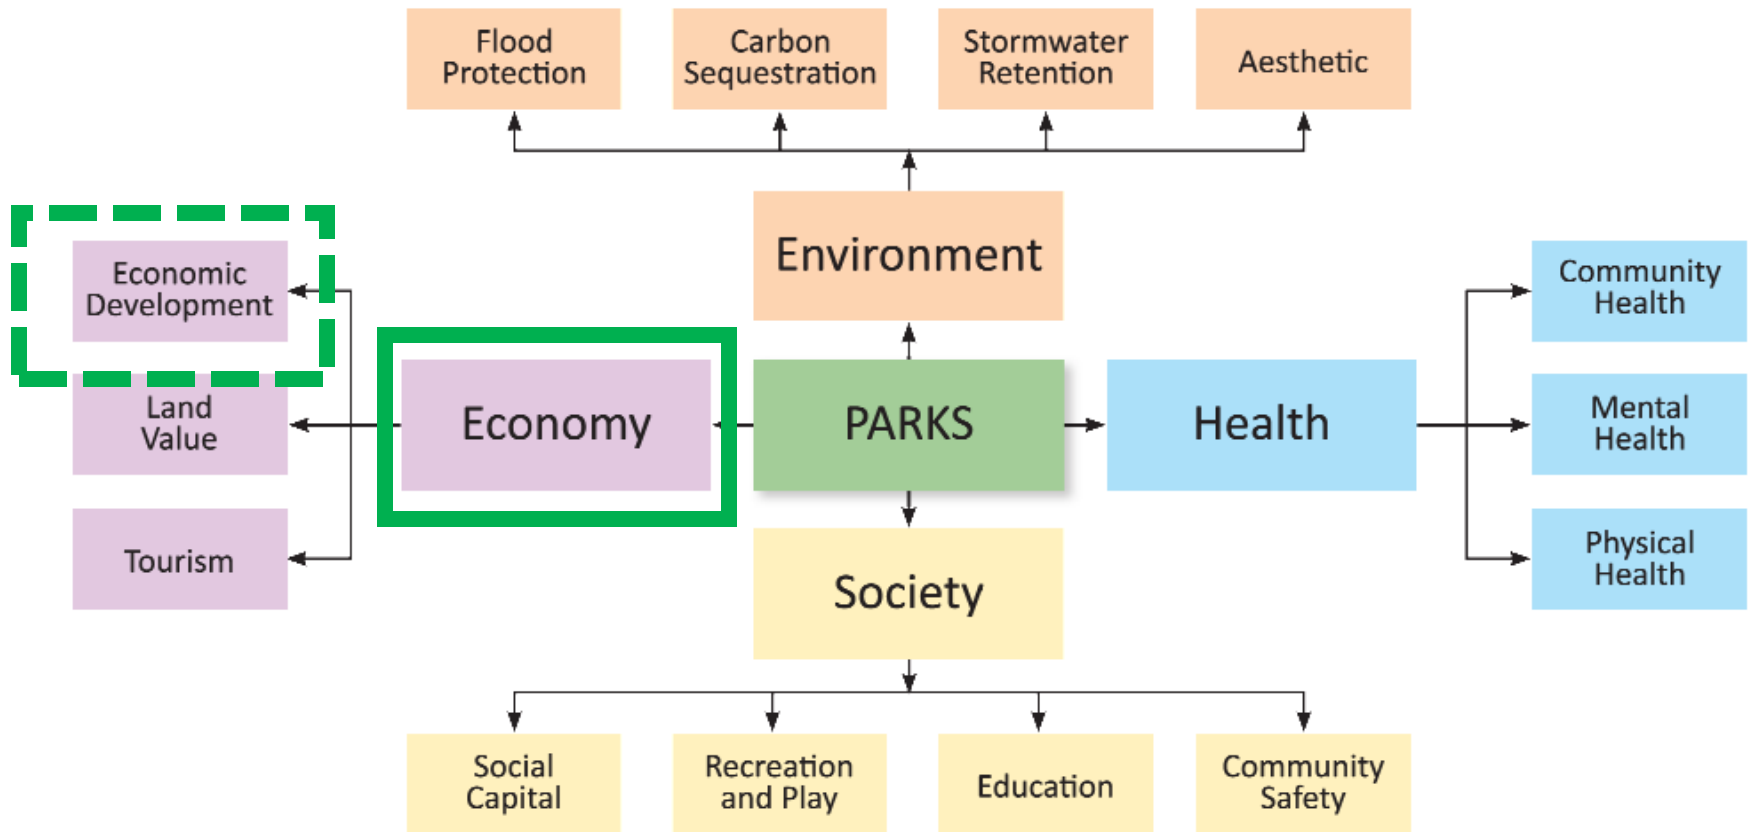 Flood
Protection
Carbon
Sequestration
Stormwater
Retention
Aesthetic
Environment
Economic
Development
Land
Value
Tourism
Economy
PARKS
Health
Community
Health
Mental
Health
Physical
Health
Society
Social
Capital
Recreation
and Play
Education
Community
Safety